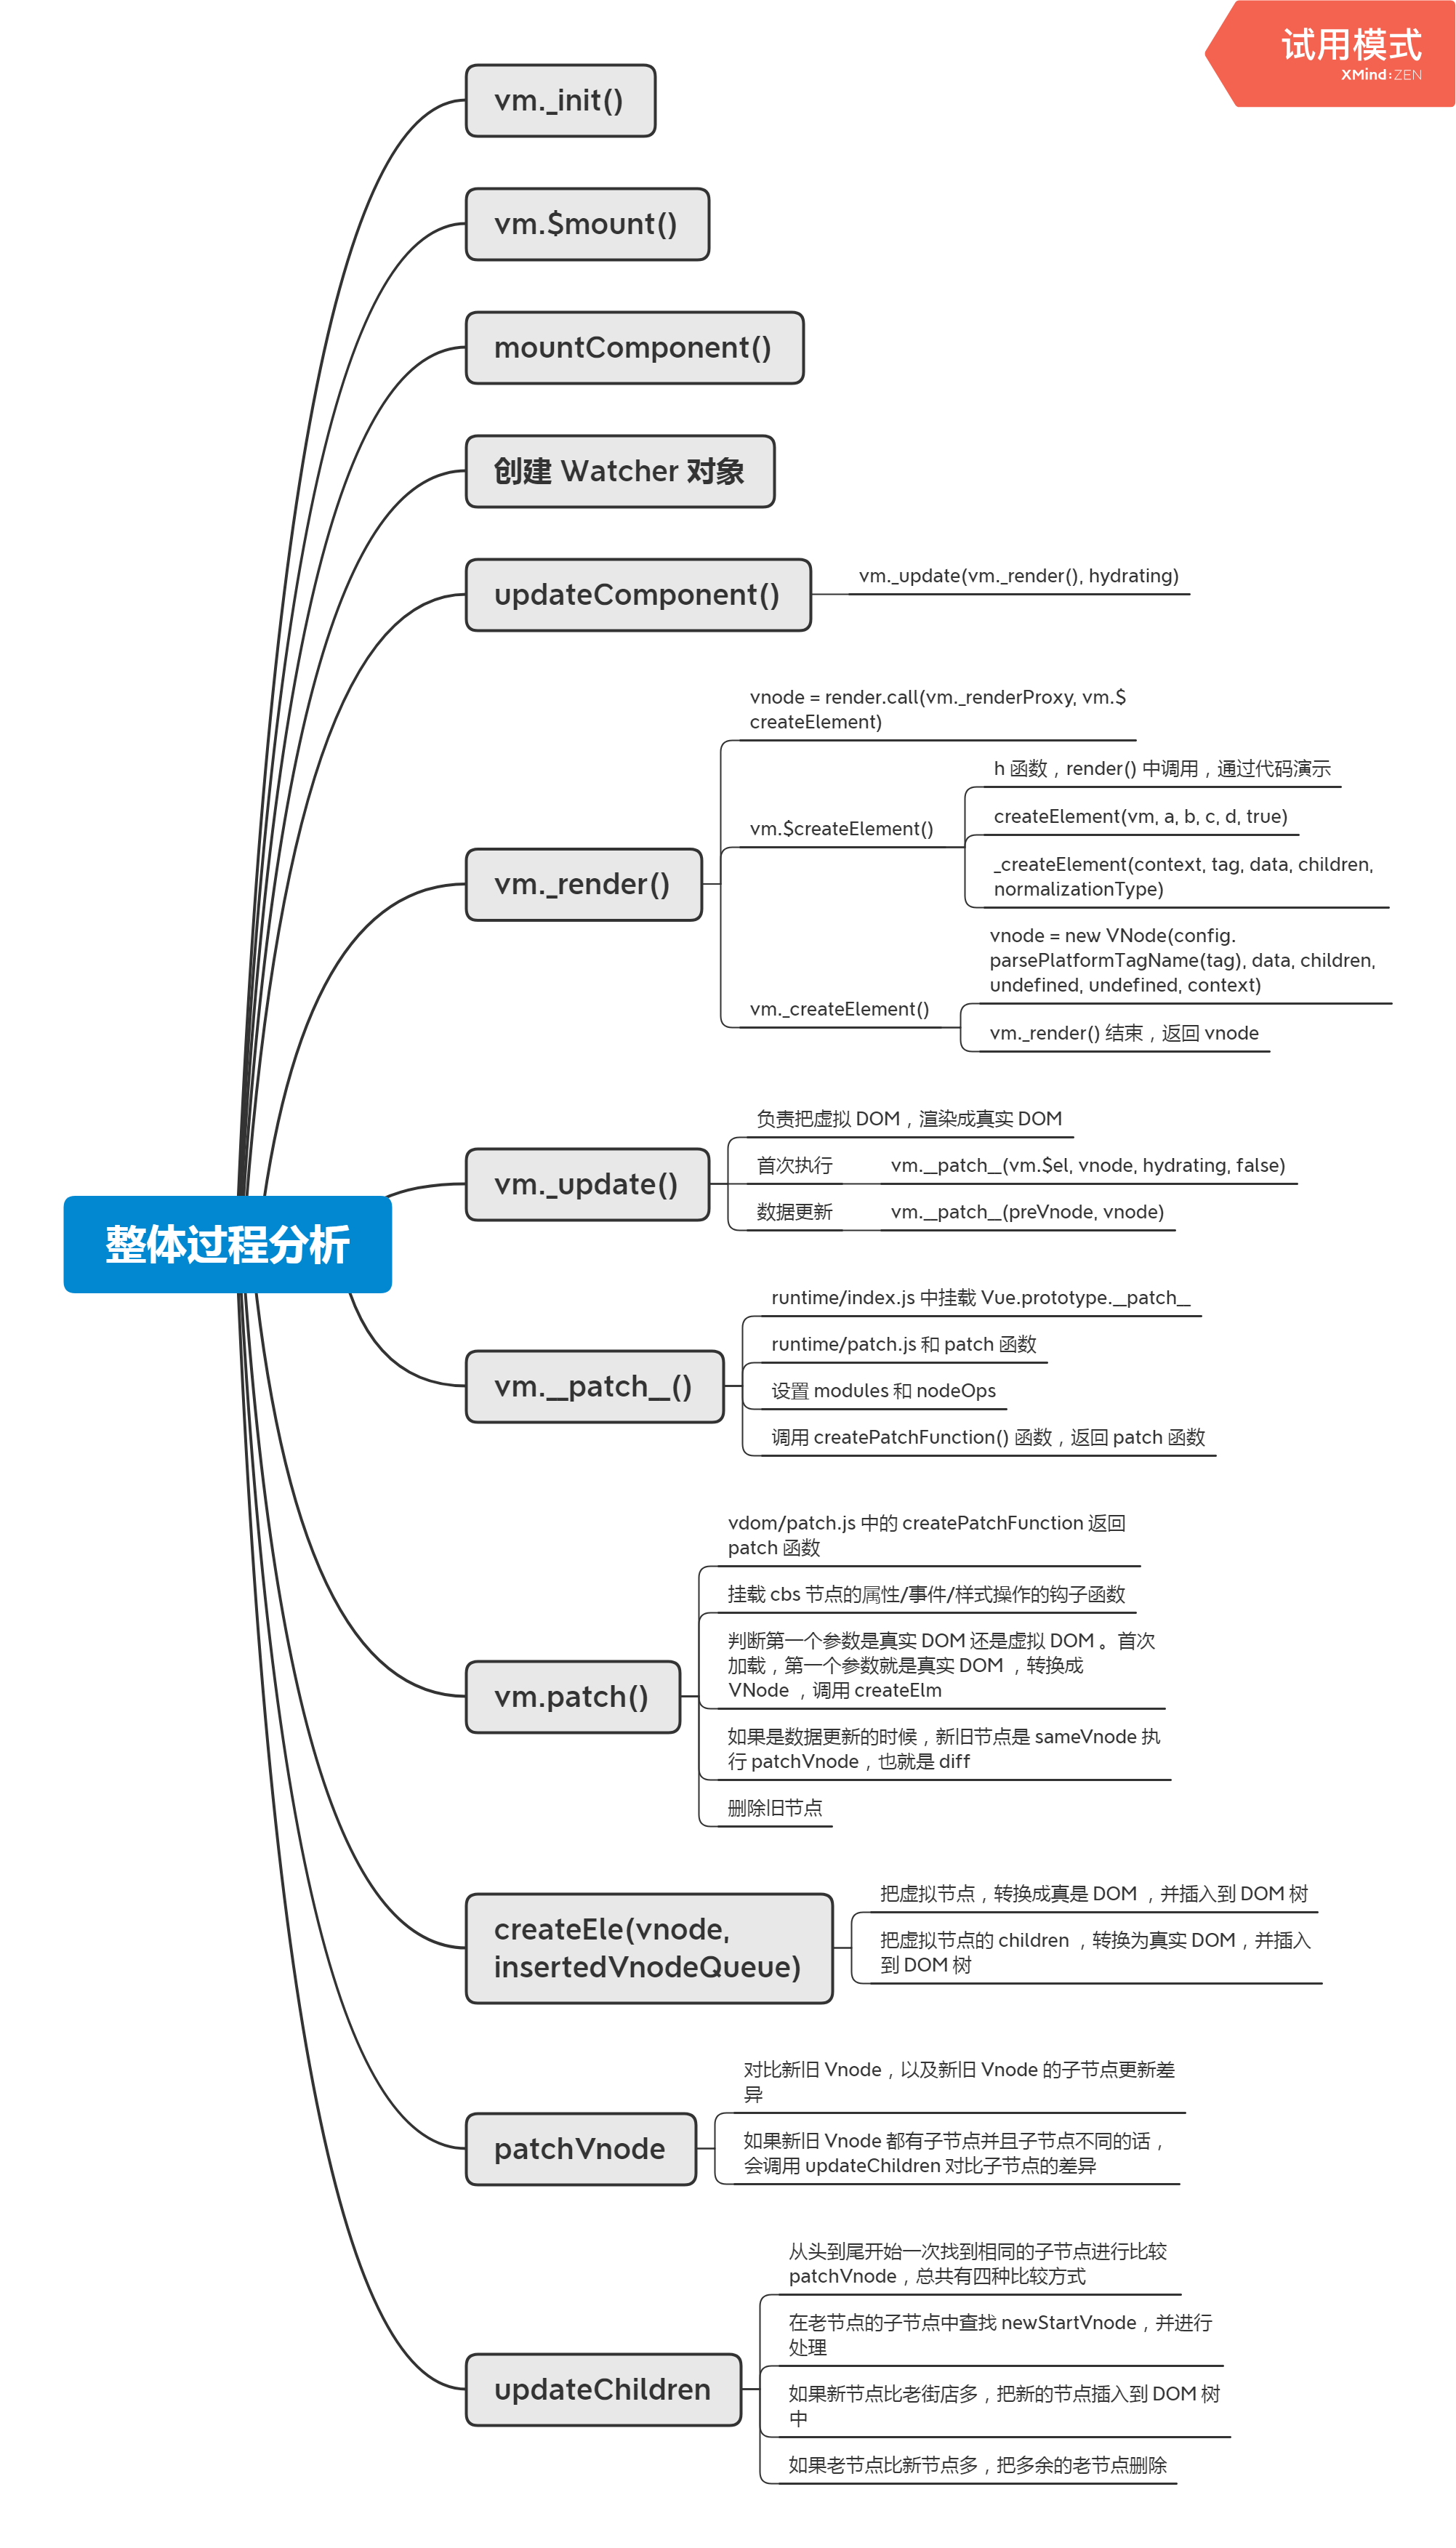 试用模式
XMind:ZEN
vm._init()
vm.$mount()
mountComponent()
创建 Watcher 对象
updateComponent()
vm._update(vm._render(), hydrating)
vm._render()
vnode = render.call(vm._renderProxy, vm.$
createElement)
vm.$createElement()
h 函数，render() 中调用，通过代码演示
createElement(vm, a, b, c, d, true)
_createElement(context, tag, data, children,
normalizationType)
vm._createElement()
vnode = new VNode(config.
parsePlatformTagName(tag), data, children,
undefined, undefined, context)
vm._render() 结束，返回 vnode
整体过程分析
vm._update()
负责把虚拟 DOM，渲染成真实 DOM
首次执行
vm.__patch__(vm.$el, vnode, hydrating, false)
数据更新
vm.__patch__(preVnode, vnode)
vm.__patch__()
runtime/index.js 中挂载 Vue.prototype.__patch__
runtime/patch.js 和 patch 函数
设置 modules 和 nodeOps
调用 createPatchFunction() 函数，返回 patch 函数
vm.patch()
vdom/patch.js 中的 createPatchFunction 返回
patch 函数
挂载 cbs 节点的属性/事件/样式操作的钩子函数
判断第一个参数是真实 DOM 还是虚拟 DOM 。首次
加载，第一个参数就是真实 DOM ，转换成
VNode ，调用 createElm
如果是数据更新的时候，新旧节点是 sameVnode 执
行 patchVnode，也就是 diff
删除旧节点
createEle(vnode,
insertedVnodeQueue)
把虚拟节点，转换成真是 DOM ，并插入到 DOM 树
把虚拟节点的 children ，转换为真实 DOM，并插入
到 DOM 树
patchVnode
对比新旧 Vnode，以及新旧 Vnode 的子节点更新差
异
如果新旧 Vnode 都有子节点并且子节点不同的话，
会调用 updateChildren 对比子节点的差异
updateChildren
从头到尾开始一次找到相同的子节点进行比较
patchVnode，总共有四种比较方式
在老节点的子节点中查找 newStartVnode，并进行
处理
如果新节点比老街店多，把新的节点插入到 DOM 树
中
如果老节点比新节点多，把多余的老节点删除